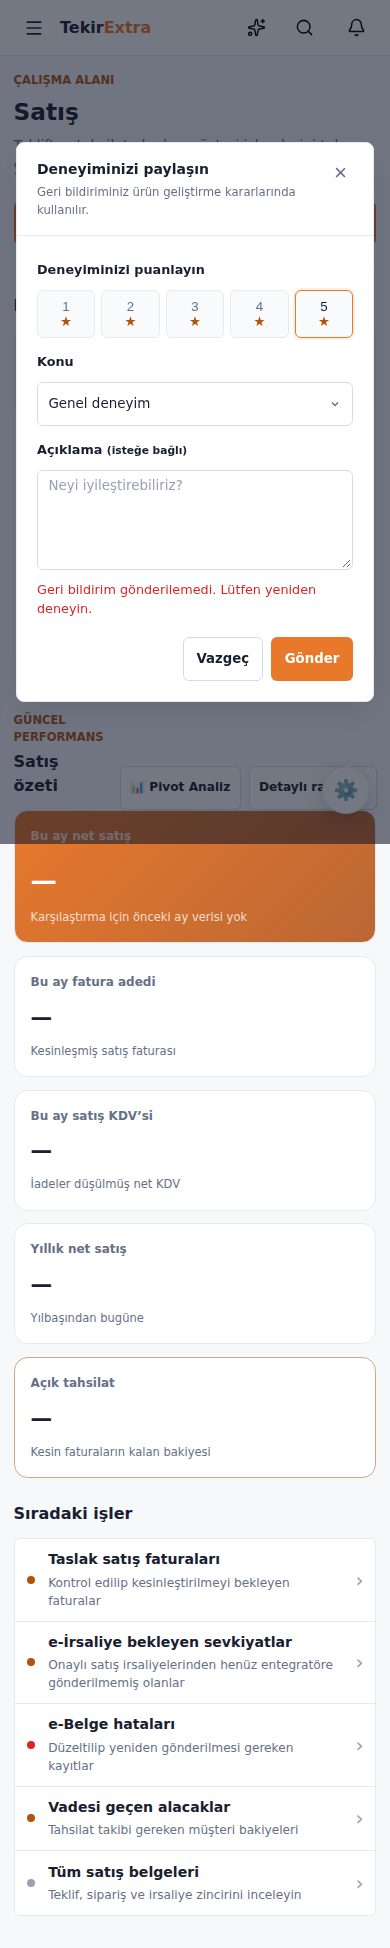 TekirExtra
ÇALIŞMA ALANI
Satış
Deneyiminizi paylaşın
Geri bildiriminiz ürün geliştirme kararlarında
kullanılır.
Deneyiminizi puanlayın
1 2 3 4 5
★ ★ ★ ★ ★
Konu
Genel deneyim
Açıklama (isteğe bağlı)
Neyi iyileştirebiliriz?
Geri bildirim gönderilemedi. Lütfen yeniden
deneyin.
Vazgeç Gönder
GÜNCEL
PERFORMANS
Satış
özeti
Pivot Analiz Detaylı ra
Bu ay net satış
—
Karşılaştırma için önceki ay verisi yok
Bu ay fatura adedi
—
Kesinleşmiş satış faturası
Bu ay satış KDV’si
—
İadeler düşülmüş net KDV
Yıllık net satış
—
Yılbaşından bugüne
Açık tahsilat
—
Kesin faturaların kalan bakiyesi
Sıradaki işler
Taslak satış faturaları
Kontrol edilip kesinleştirilmeyi bekleyen
faturalar
e-İrsaliye bekleyen sevkiyatlar
Onaylı satış irsaliyelerinden henüz entegratöre
gönderilmemiş olanlar
e-Belge hataları
Düzeltilip yeniden gönderilmesi gereken
kayıtlar
Vadesi geçen alacaklar
Tahsilat takibi gereken müşteri bakiyeleri
Tüm satış belgeleri
Teklif, sipariş ve irsaliye zincirini inceleyin